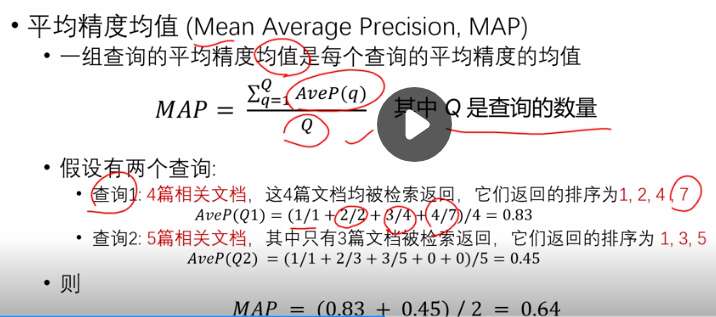 • 平均精度均值 (Mean Average Precision, MAP)
• 一组查询的平均精度均值是每个查询的平均精度的均值
MAP = ∑_{q=1}^{Q} AveP(q) / Q 其中 Q 是查询的数量
• 假设有两个查询:
• 查询1: 4篇相关文档，这4篇文档均被检索返回，它们返回的排序为1, 2, 4, 7
AveP(Q1) = (1/1+2/2+3/4+4/7)/4 = 0.83
• 查询2: 5篇相关文档，其中只有3篇文档被检索返回，它们返回的排序为 1, 3, 5
AveP(Q2) = (1/1+2/3+3/5+0+0)/5 = 0.45
• 则
MAP = (0.83 + 0.45) / 2 = 0.64